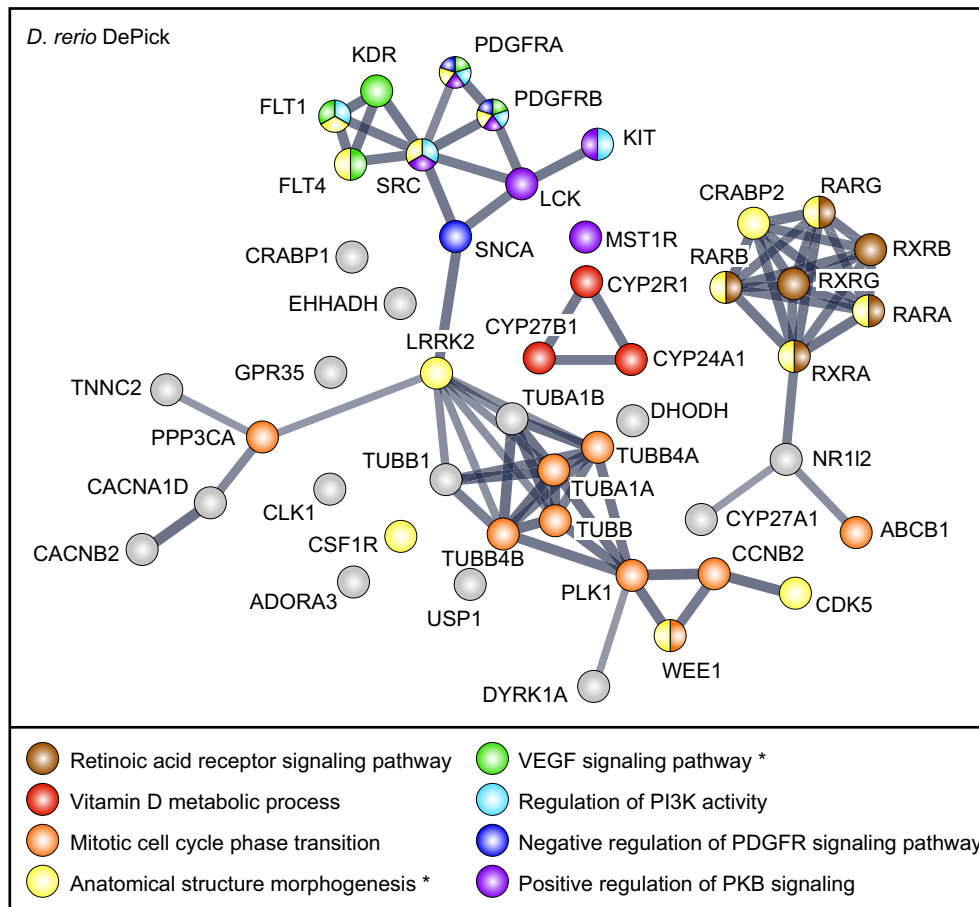 D. rerio DePick
PDGFRA
KDR
PDGFRB
FLT1
KIT
FLT4
SRC
LCK
CRABP2
RARG
MST1R
SNCA
CRABP1
RARB
RXRB
RXRG
CYP2R1
EHHADH
RARA
CYP27B1
LRRK2
CYP24A1
RXRA
GPR35
TNNC2
TUBA1B
DHODH
PPP3CA
TUBB1
TUBB4A
NR1I2
TUBA1A
CACNA1D
CLK1
CYP27A1
TUBB
ABCB1
CSF1R
CACNB2
TUBB4B
CCNB2
PLK1
ADORA3
USP1
CDK5
WEE1
DYRK1A
Retinoic acid receptor signaling pathway
Vitamin D metabolic process
Mitotic cell cycle phase transition
Anatomical structure morphogenesis *
VEGF signaling pathway *
Regulation of PI3K activity
Negative regulation of PDGFR signaling pathway
Positive regulation of PKB signaling